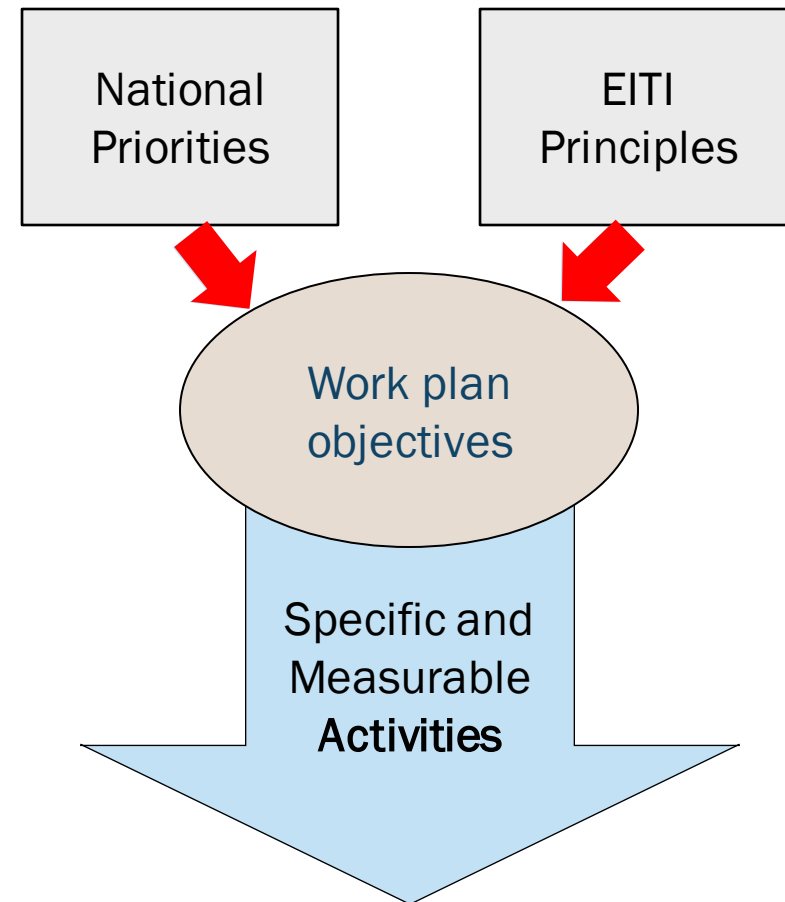 National
Priorities
EITI
Principles
Work plan
objectives
Specific and
Measurable
Activities